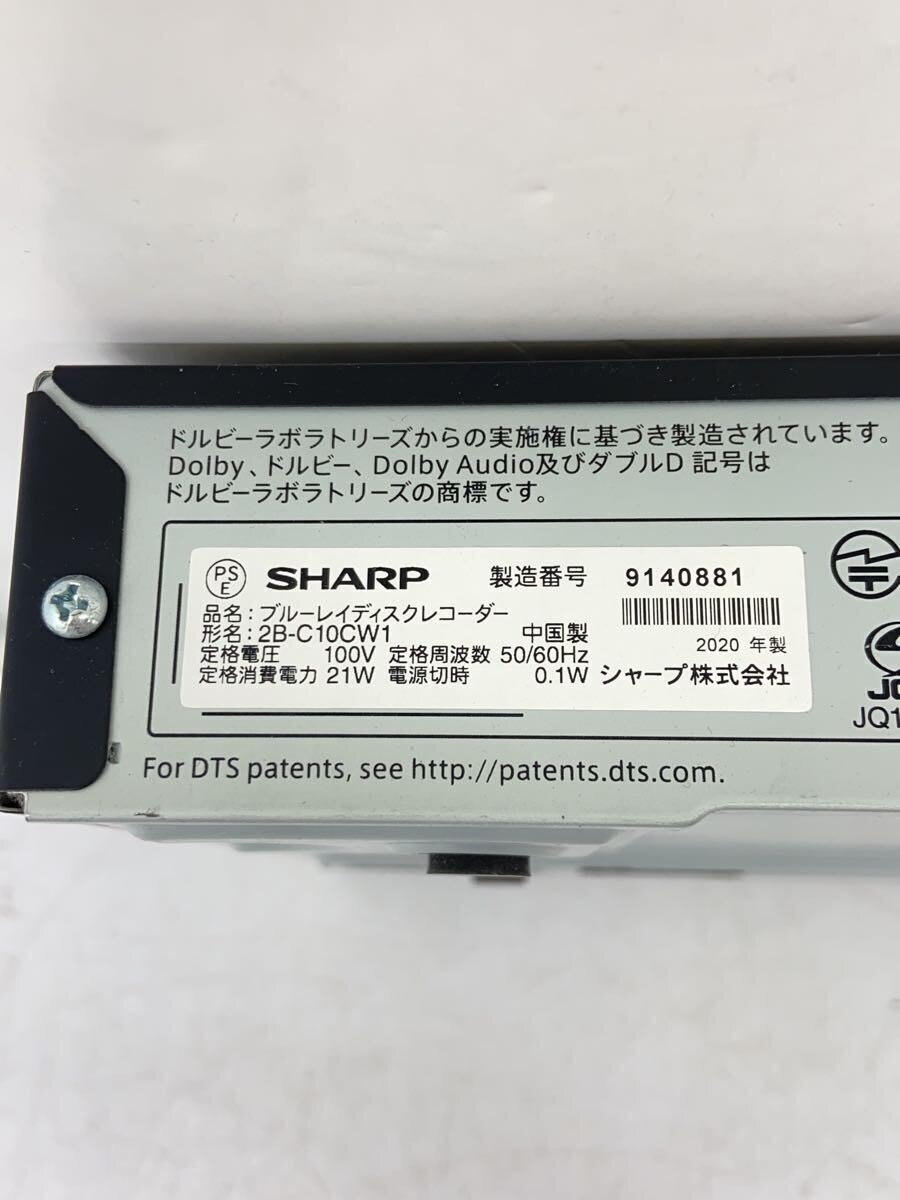 ドルビーラボラトリーズからの実施権に基づき製造されています。
Dolby、ドルビー、Dolby Audio及びダブルD 記号は
ドルビーラボラトリーズの商標です。
PS
E
SHARP 製造番号 9140881
品名:ブルーレイディスクレコーダー
形名:2B-C10CW1 中国製 2020 年製
定格電圧 100V 定格周波数 50/60Hz
定格消費電力 21W 電源切時 0.1W シャープ株式会社
JQ1
For DTS patents, see http://patents.dts.com.